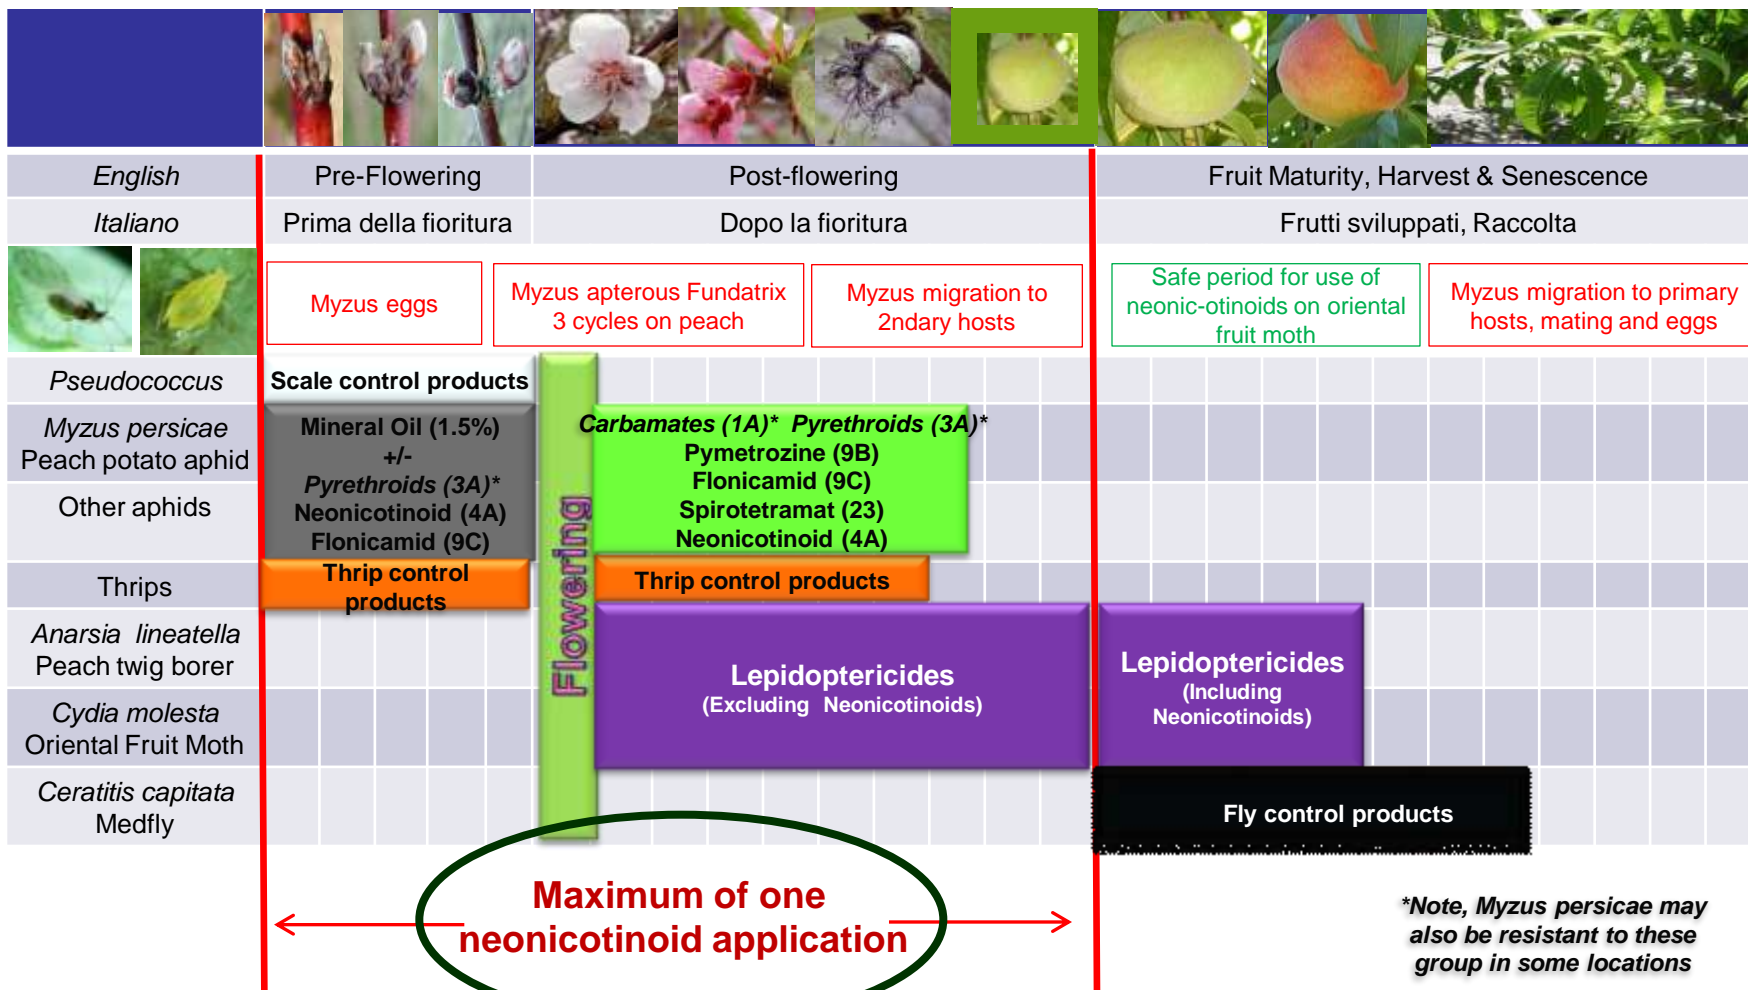 English
Pre-Flowering
Post-flowering
Fruit Maturity, Harvest & Senescence
Italiano
Prima della fioritura
Dopo la fioritura
Frutti sviluppati, Raccolta
Myzus eggs
Myzus apterous Fundatrix
3 cycles on peach
Myzus migration to
2ndary hosts
Safe period for use of
neonic-otinoids on oriental
fruit moth
Myzus migration to primary
hosts, mating and eggs
Pseudococcus
Scale control products
Myzus persicae
Peach potato aphid
Other aphids
Mineral Oil (1.5%)
+/-
Pyrethroids (3A)*
Neonicotinoid (4A)
Flonicamid (9C)
Flowering
Carbamates (1A)* Pyrethroids (3A)*
Pymetrozine (9B)
Flonicamid (9C)
Spirotetramat (23)
Neonicotinoid (4A)
Thrips
Thrip control
products
Thrip control products
Anarsia lineatella
Peach twig borer
Cydia molesta
Oriental Fruit Moth
Lepidoptericides
(Excluding Neonicotinoids)
Lepidoptericides
(Including
Neonicotinoids)
Ceratitis capitata
Medfly
Fly control products
Maximum of one
neonicotinoid application
*Note, Myzus persicae may
also be resistant to these
group in some locations